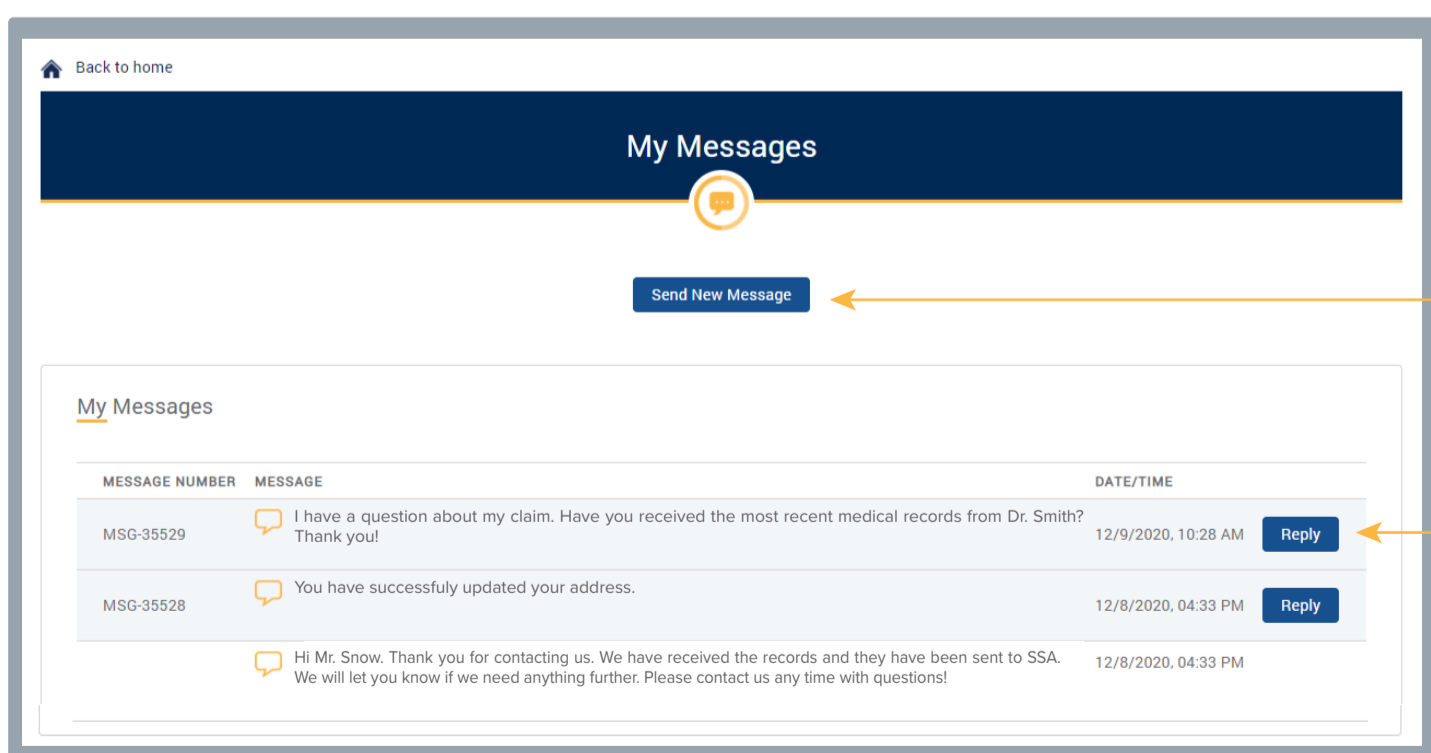 Back to home
My Messages
Send New Message
My Messages
MESSAGE NUMBER MESSAGE DATE/TIME
I have a question about my claim. Have you received the most recent medical records from Dr. Smith?
MSG-35529 Thank you! 12/9/2020, 10:28 AM Reply
You have successfuly updated your address.
MSG-35528 12/8/2020, 04:33 PM Reply
Hi Mr. Snow. Thank you for contacting us. We have received the records and they have been sent to SSA. 12/8/2020, 04:33 PM
We will let you know if we need anything further. Please contact us any time with questions!